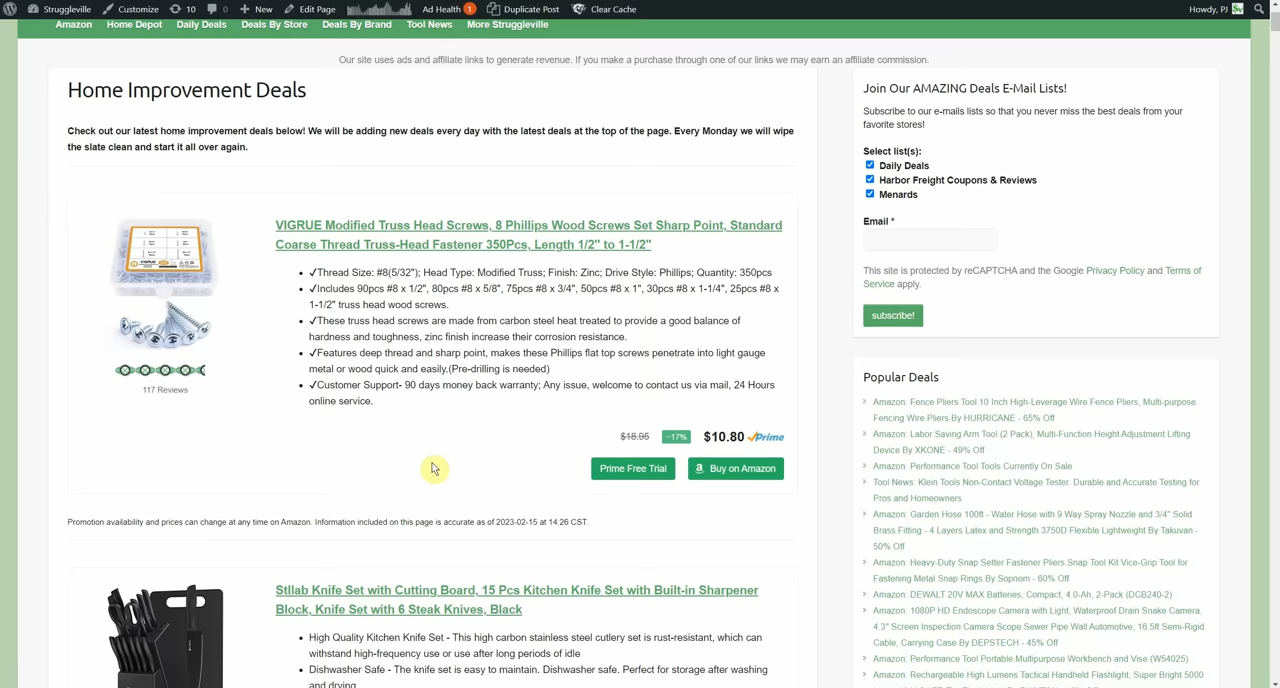 Struggleville Customize 10 0 New Edit Page Ad Health 1 Duplicate Post Clear Cache Howdy, PJ
Amazon Home Depot Daily Deals Deals By Store Deals By Brand Tool News More Struggleville
Our site uses ads and affiliate links to generate revenue. If you make a purchase through one of our links we may earn an affiliate commission.
Home Improvement Deals
Check out our latest home improvement deals below! We will be adding new deals every day with the latest deals at the top of the page. Every Monday we will wipe
the slate clean and start it all over again.
VIGRUE Modified Truss Head Screws, 8 Phillips Wood Screws Set Sharp Point, Standard
Coarse Thread Truss-Head Fastener 350Pcs, Length 1/2" to 1-1/2"
✓Thread Size: #8(5/32"); Head Type: Modified Truss; Finish: Zinc; Drive Style: Phillips; Quantity: 350pcs
✓Includes 90pc #8 x 1/2", 80pcs #8 x 5/8", 75pcs #8 x 3/4", 50pcs #8 x 1", 30pcs #8 x 1-1/4", 25pcs #8 x
1-1/2" truss head wood screws.
✓These truss head screws are made from carbon steel heat treated to provide a good balance of
hardness and toughness, zinc finish increase their corrosion resistance.
✓Features deep thread and sharp point, makes these Phillips flat top screws penetrate into light gauge
metal or wood quick and easily.(Pre-drilling is needed)
✓Customer Support- 90 days money back warranty; Any issue, welcome to contact us via mail, 24 Hours
online service.
117 Reviews
$18.95 −17% $10.80 Prime
Prime Free Trial Buy on Amazon
Promotion availability and prices can change at any time on Amazon. Information included on this page is accurate as of 2023-02-15 at 14:26 CST.
Stllab Knife Set with Cutting Board, 15 Pcs Kitchen Knife Set with Built-in Sharpener
Block, Knife Set with 6 Steak Knives, Black
High Quality Kitchen Knife Set - This high carbon stainless steel cutlery set is rust-resistant, which can
withstand high-frequency use or use after long periods of idle
Dishwasher Safe - The knife set is easy to maintain. Dishwasher safe. Perfect for storage after washing
and drying
Join Our AMAZING Deals E-Mail Lists!
Subscribe to our e-mails lists so that you never miss the best deals from your
favorite stores!
Select list(s):
Daily Deals
Harbor Freight Coupons & Reviews
Menards
Email *
This site is protected by reCAPTCHA and the Google Privacy Policy and Terms of
Service apply.
subscribe!
Popular Deals
Amazon: Fence Pliers Tool 10 Inch High-Leverage Wire Fence Pliers, Multi-purpose
Fencing Wire Pliers By HURRICANE - 65% Off
Amazon: Labor Saving Arm Tool (2 Pack), Multi-Function Height Adjustment Lifting
Device By XKONE - 49% Off
Amazon: Performance Tool Tools Currently On Sale
Tool News: Klein Tools Non-Contact Voltage Tester. Durable and Accurate Testing for
Pros and Homeowners
Amazon: Garden Hose 100ft - Water Hose with 9 Way Spray Nozzle and 3/4" Solid
Brass Fitting - 4 Layers Latex and Strength 3750D Flexible Lightweight By Takuvan -
50% Off
Amazon: Heavy-Duty Snap Setter Fastener Pliers Snap Tool Kit Vice-Grip Tool for
Fastening Metal Snap Rings By Sopnom - 60% Off
Amazon: DEWALT 20V MAX Batteries, Compact, 4.0-Ah, 2-Pack (DCB240-2)
Amazon: 1080P HD Endoscope Camera with Light, Waterproof Drain Snake Camera,
4.3" Screen Inspection Camera Scope Sewer Pipe Wall Automotive, 16.5ft Semi-Rigid
Cable, Carrying Case By DEPSTECH - 45% Off
Amazon: Performance Tool Portable Multipurpose Workbench and Vise (W54025)
Amazon: Rechargeable High Lumens Tactical Handheld Flashlight, Super Bright 5000